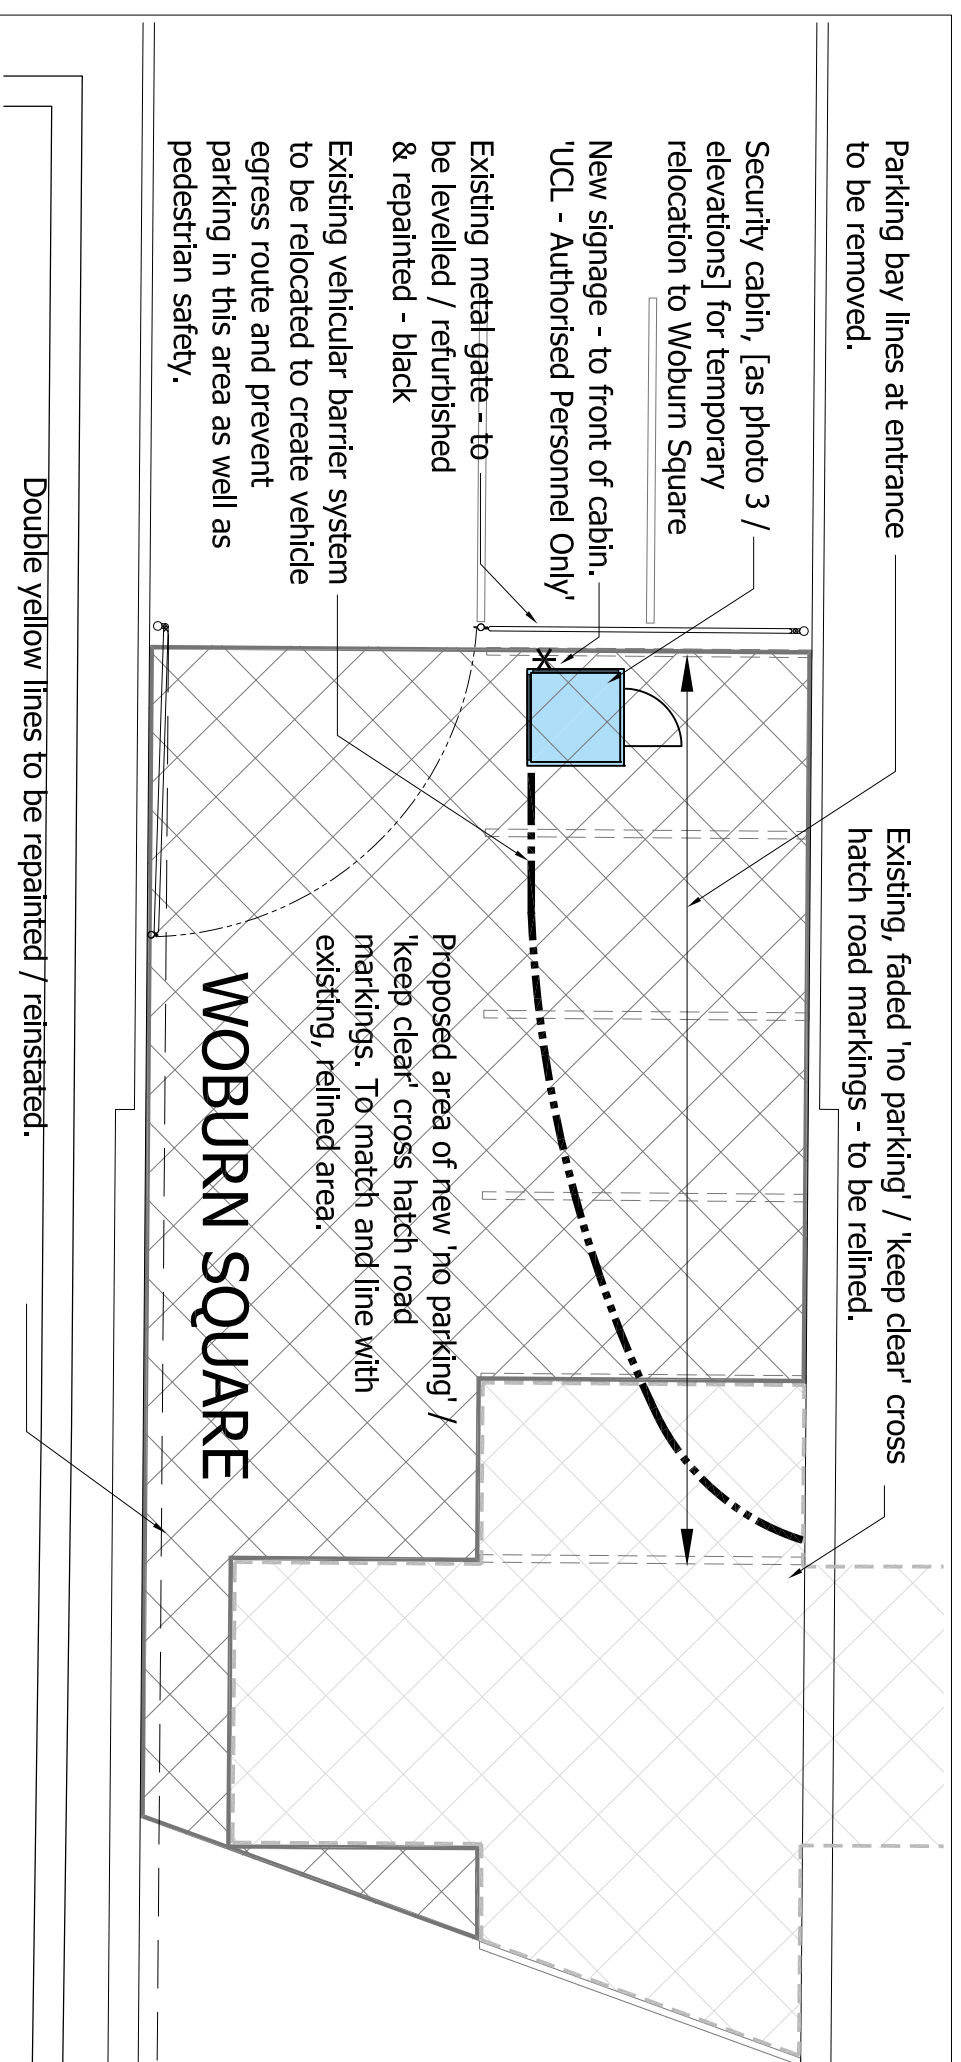 Parking bay lines at entrance
to be removed.
Existing, faded 'no parking' / 'keep clear' cross
hatch road markings - to be relined.
Security cabin, [as photo 3 /
elevations] for temporary
relocation to Woburn Square
New signage - to front of cabin.
'UCL - Authorised Personnel Only'
Existing metal gate - to
be levelled / refurbished
& repainted - black
Existing vehicular barrier system
to be relocated to create vehicle
egress route and prevent
parking in this area as well as
pedestrian safety.
Proposed area of new 'no parking' /
'keep clear' cross hatch road
markings. To match and line with
existing, relined area.
WOBURN SQUARE
Double yellow lines to be repainted / reinstated.